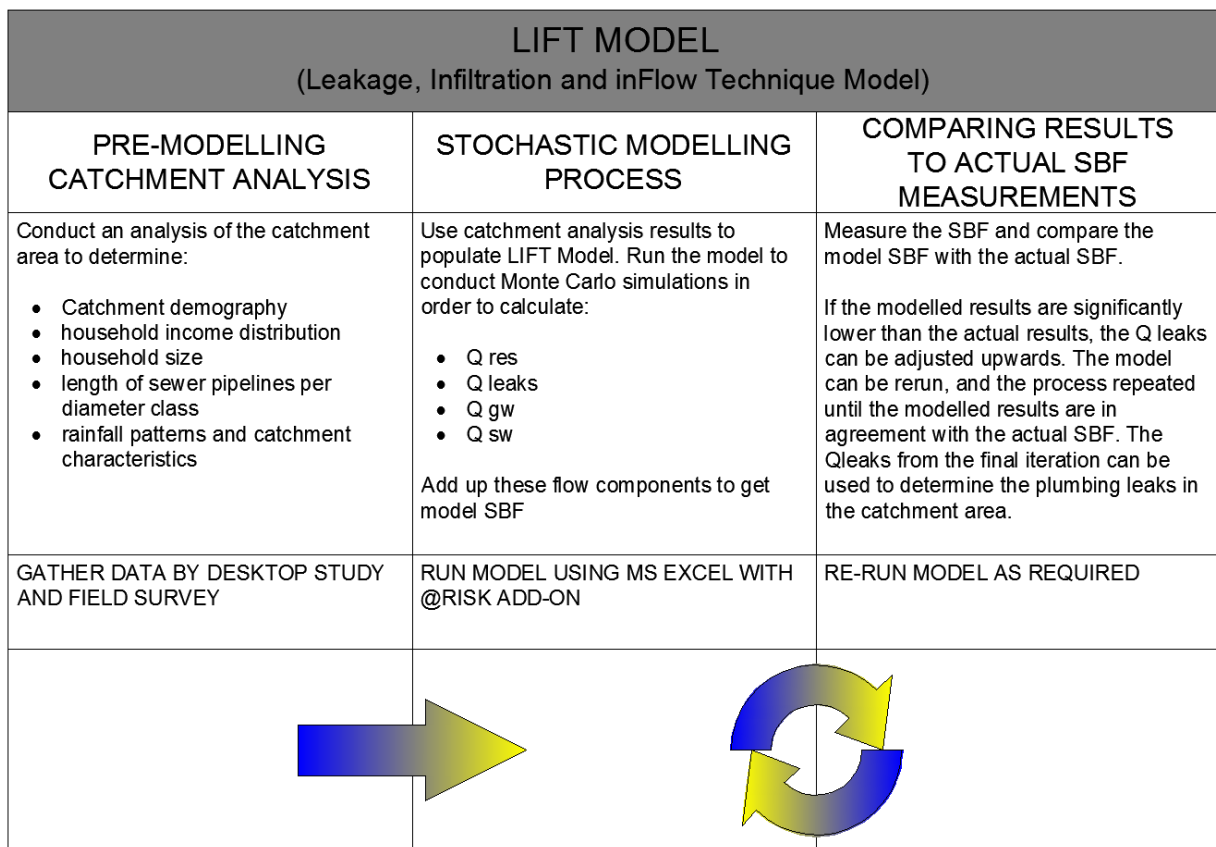 LIFT MODEL
(Leakage, Infiltration and inFlow Technique Model)
PRE-MODELLING
CATCHMENT ANALYSIS
STOCHASTIC MODELLING
PROCESS
COMPARING RESULTS
TO ACTUAL SBF
MEASUREMENTS
Conduct an analysis of the catchment
area to determine:
• Catchment demography
• household income distribution
• household size
• length of sewer pipelines per
diameter class
• rainfall patterns and catchment
characteristics
Use catchment analysis results to
populate LIFT Model. Run the model to
conduct Monte Carlo simulations in
order to calculate:
• Q res
• Q leaks
• Q gw
• Q sw
Add up these flow components to get
model SBF
Measure the SBF and compare the
model SBF with the actual SBF.
If the modelled results are significantly
lower than the actual results, the Q leaks
can be adjusted upwards. The model
can be rerun, and the process repeated
until the modelled results are in
agreement with the actual SBF. The
Qleaks from the final iteration can be
used to determine the plumbing leaks in
the catchment area.
GATHER DATA BY DESKTOP STUDY
AND FIELD SURVEY
RUN MODEL USING MS EXCEL WITH
@RISK ADD-ON
RE-RUN MODEL AS REQUIRED